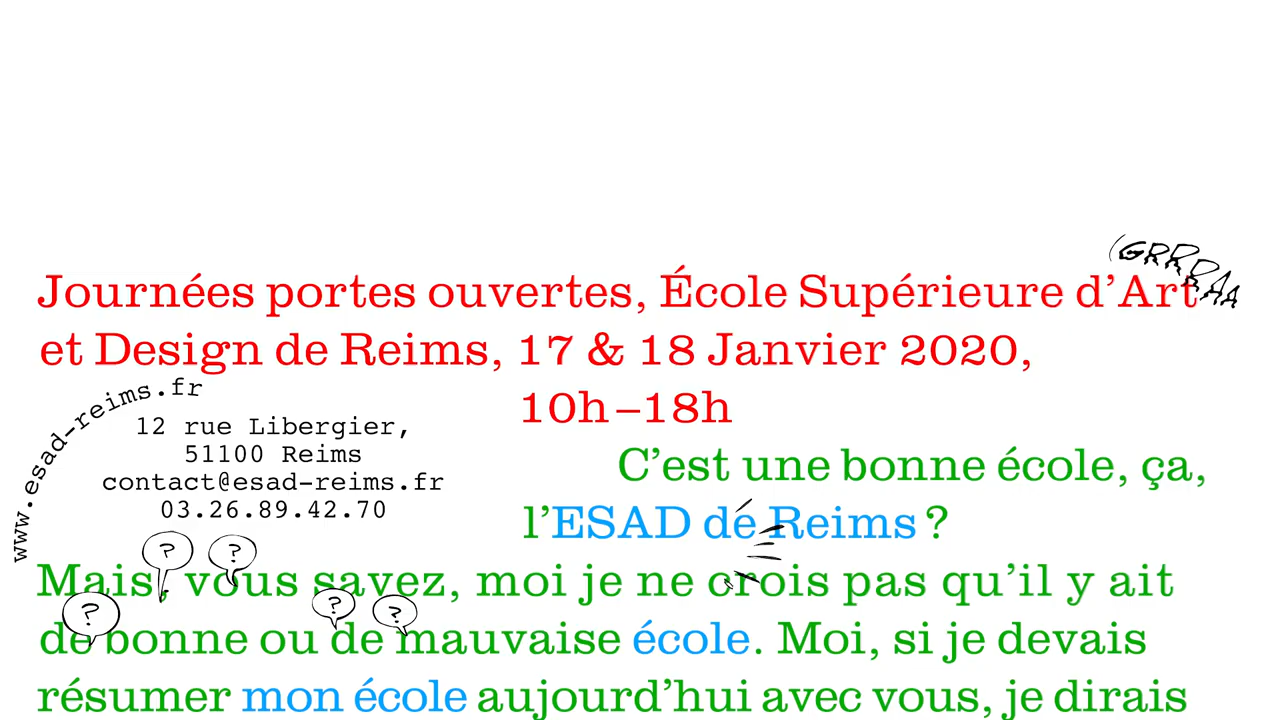 (GRRRAA
Journées portes ouvertes, École Supérieure d’Art
et Design de Reims, 17 & 18 Janvier 2020,
10h–18h
www.esad-reims.fr
12 rue Libergier,
51100 Reims
contact@esad-reims.fr
03.26.89.42.70
C’est une bonne école, ça,
l’ESAD de Reims ?
? ?
Mais, vous savez, moi je ne crois pas qu’il y ait
? ? ?
de bonne ou de mauvaise école. Moi, si je devais
résumer mon école aujourd’hui avec vous, je dirais